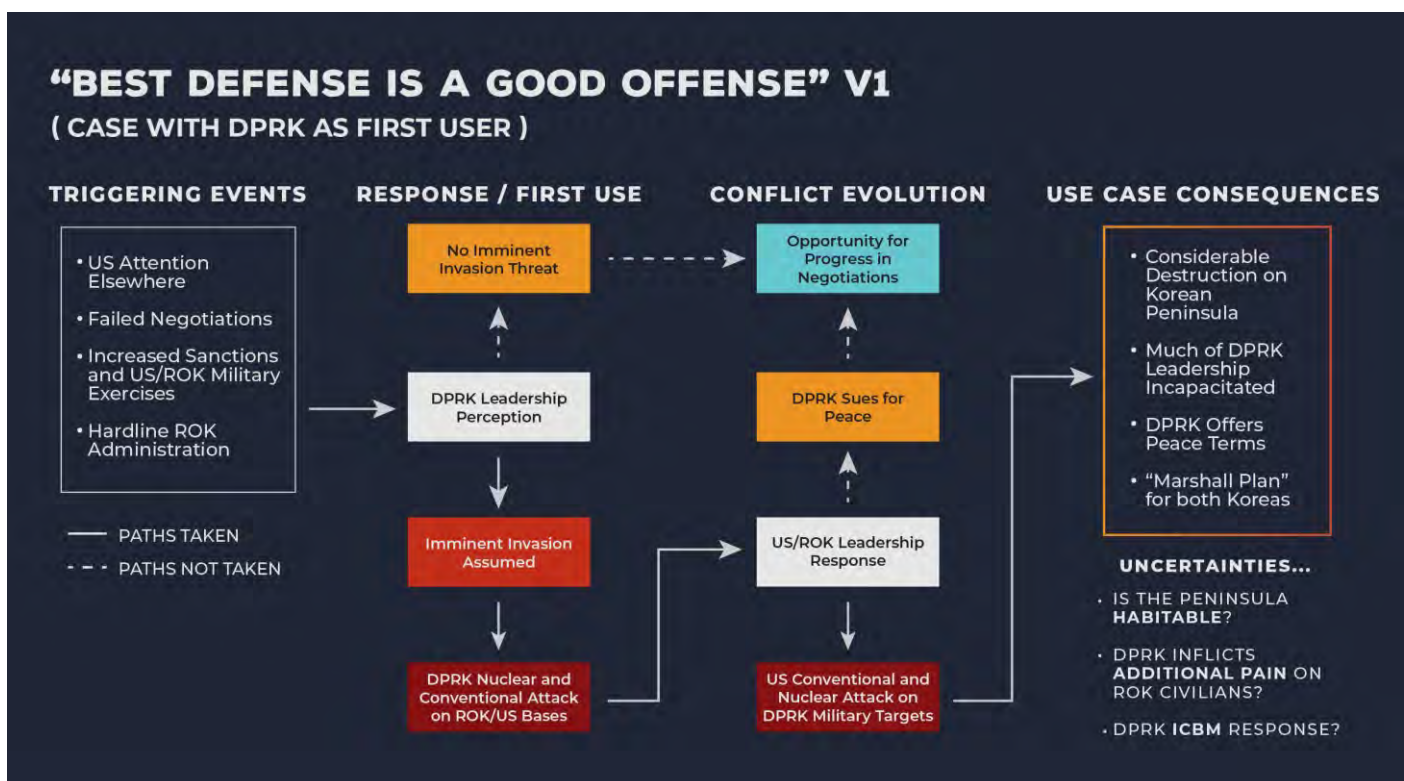 “BEST DEFENSE IS A GOOD OFFENSE” V1
( CASE WITH DPRK AS FIRST USER )
TRIGGERING EVENTS
• US Attention
Elsewhere
• Failed Negotiations
• Increased Sanctions
and US/ROK Military
Exercises
• Hardline ROK
Administration
PATHS TAKEN
PATHS NOT TAKEN
RESPONSE / FIRST USE
No Imminent
Invasion Threat
DPRK Leadership
Perception
Imminent Invasion
Assumed
DPRK Nuclear and
Conventional Attack
on ROK/US Bases
CONFLICT EVOLUTION
Opportunity for
Progress in
Negotiations
DPRK Sues for
Peace
US/ROK Leadership
Response
US Conventional and
Nuclear Attack on
DPRK Military Targets
USE CASE CONSEQUENCES
• Considerable
Destruction on
Korean
Peninsula
• Much of DPRK
Leadership
Incapacitated
• DPRK Offers
Peace Terms
• “Marshall Plan”
for both Koreas
UNCERTAINTIES...
• IS THE PENINSULA
HABITABLE?
• DPRK INFLICTS
ADDITIONAL PAIN ON
ROK CIVILIANS?
• DPRK ICBM RESPONSE?